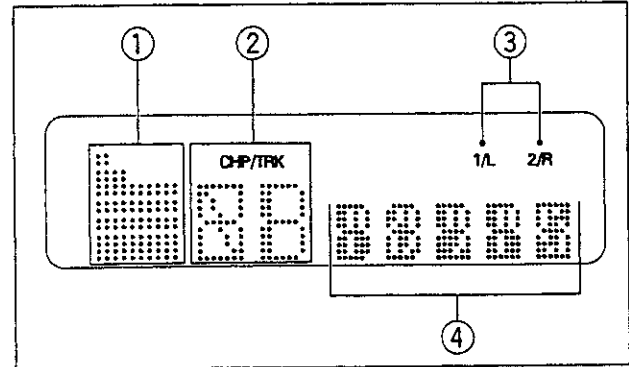 ① ② ③
CHP/TRK
1/L 2/R
④